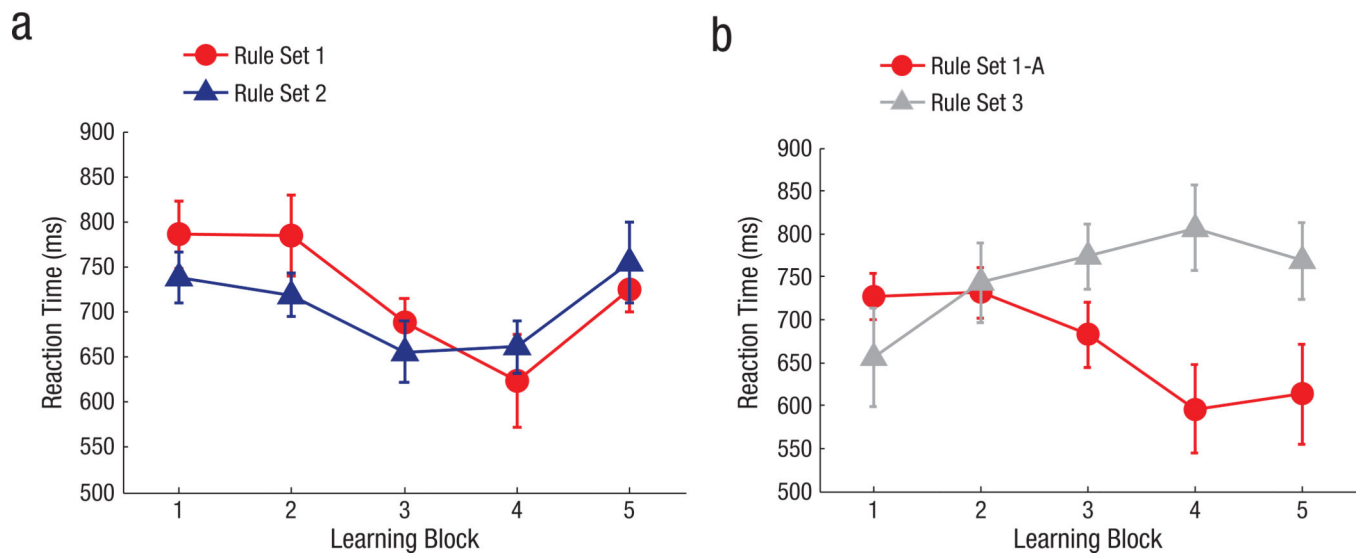 a
Rule Set 1
Rule Set 2
900
850
800
750
700
650
600
550
500
Reaction Time (ms)
1 2 3 4 5
Learning Block
b
Rule Set 1-A
Rule Set 3
900
850
800
750
700
650
600
550
500
Reaction Time (ms)
1 2 3 4 5
Learning Block